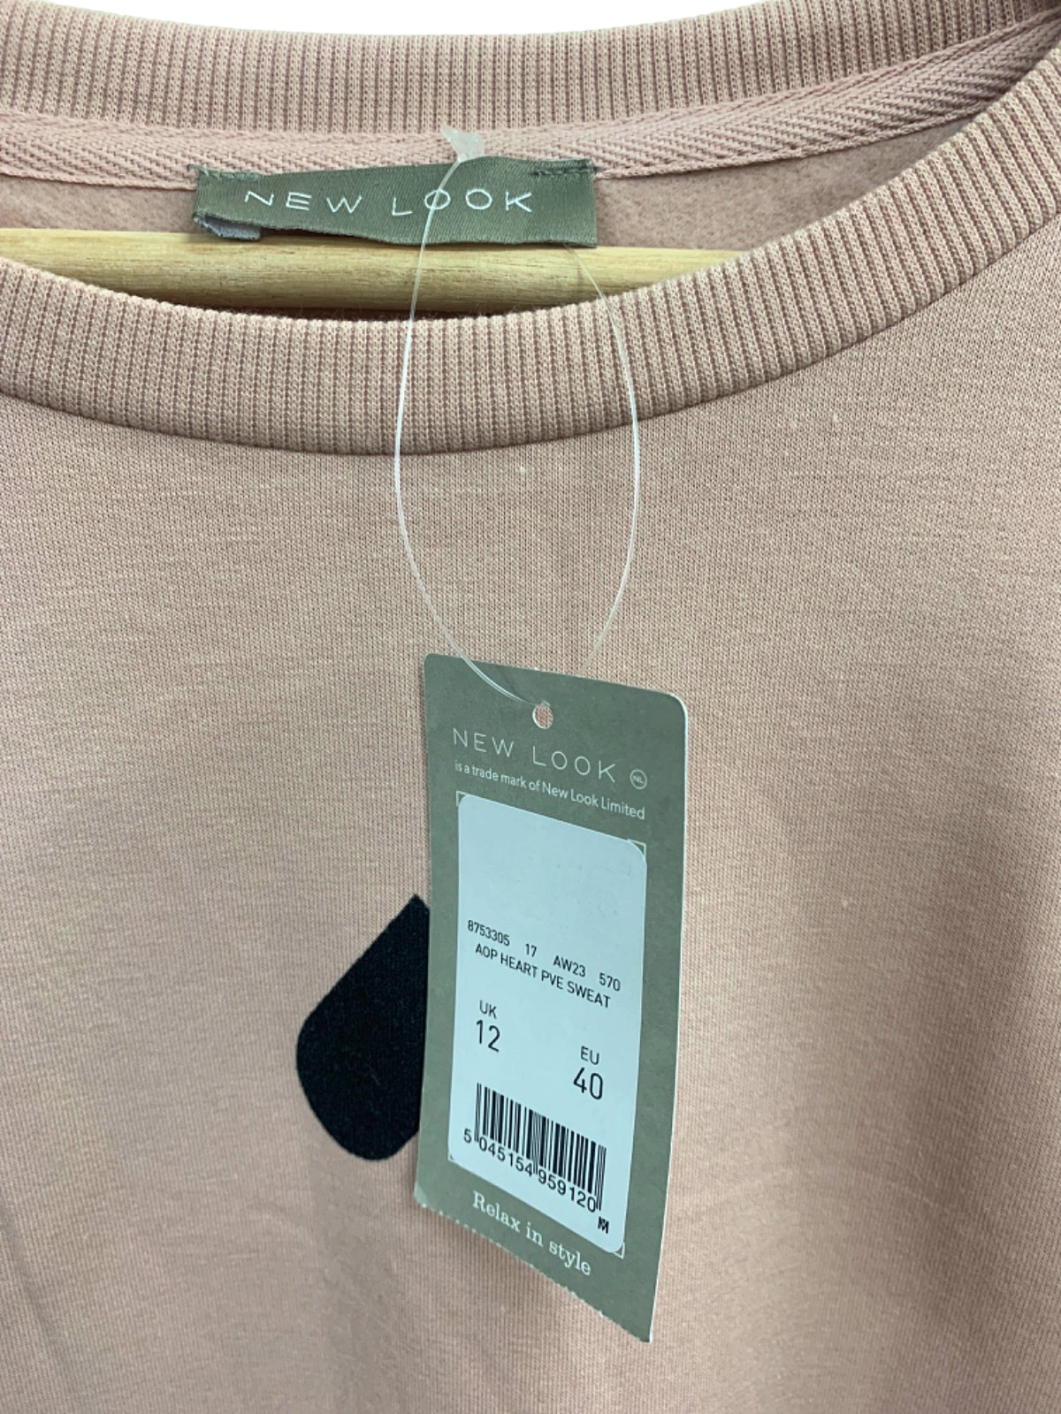 NEW LOOK
NEW LOOK NL
is a trade mark of New Look Limited
8753305 17 AW23 570
AOP HEART PVE SWEAT
UK
12
EU
40
5 045154 959120
Relax in style